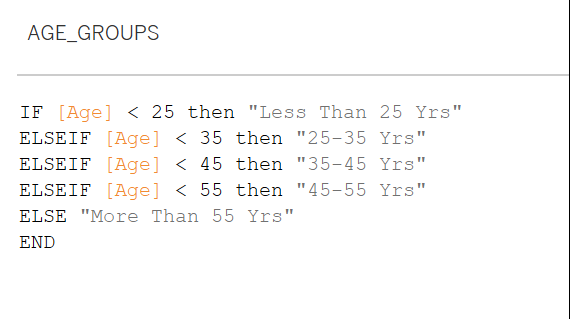 AGE_GROUPS
IF [Age] < 25 then "Less Than 25 Yrs"
ELSEIF [Age] < 35 then "25-35 Yrs"
ELSEIF [Age] < 45 then "35-45 Yrs"
ELSEIF [Age] < 55 then "45-55 Yrs"
ELSE "More Than 55 Yrs"
END